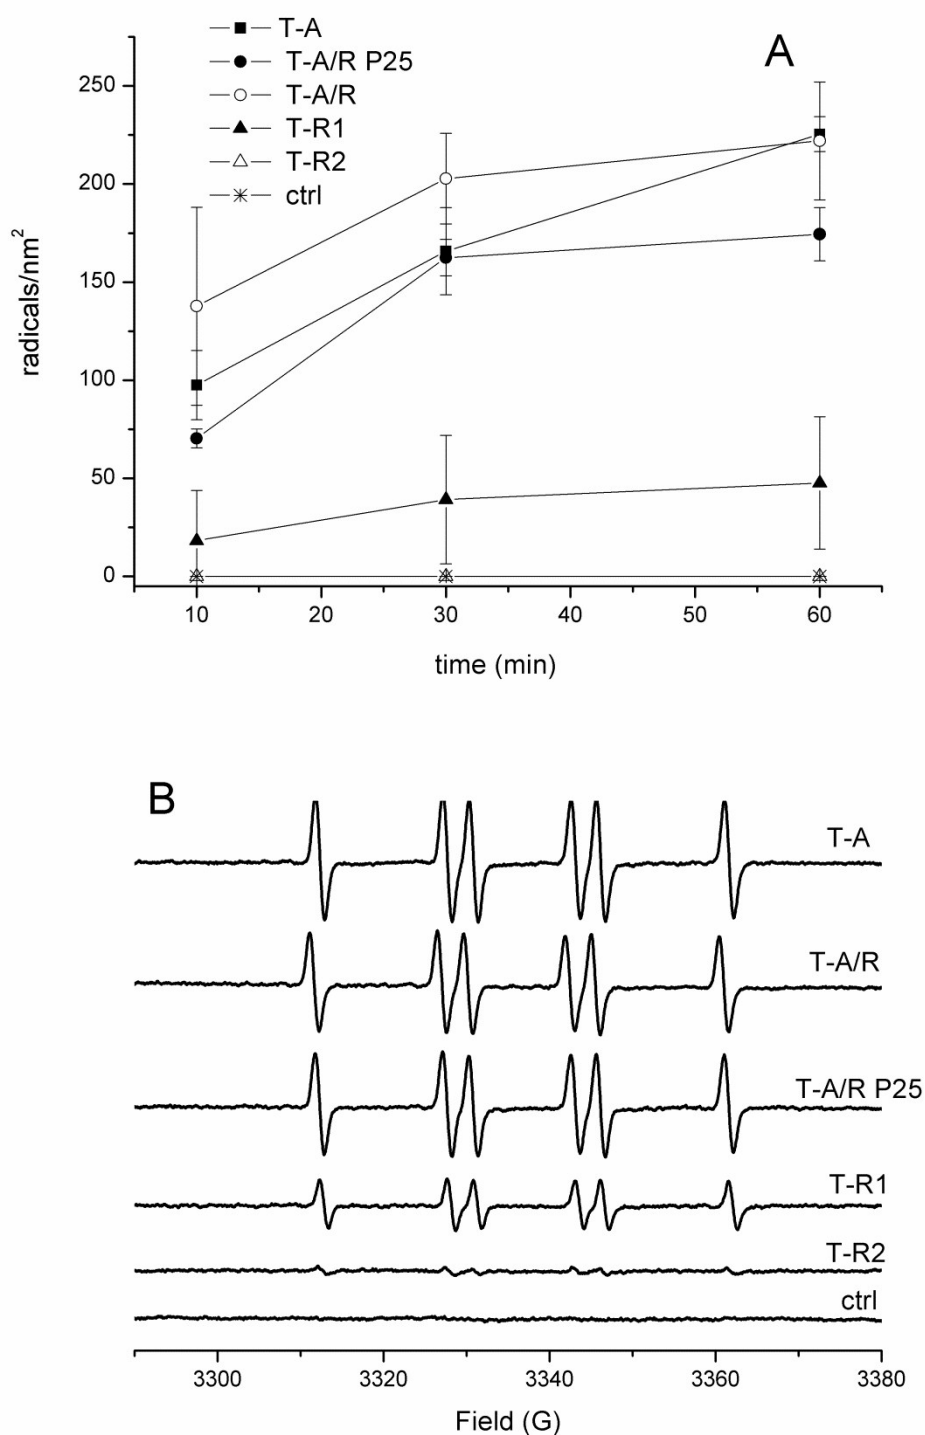 T-A
T-A/R P25
T-A/R
T-R1
T-R2
ctrl
A
250
200
150
100
50
0
radicals/nm²
10
20
30
40
50
60
time (min)
B
T-A
T-A/R
T-A/R P25
T-R1
T-R2
ctrl
3300
3320
3340
3360
3380
Field (G)